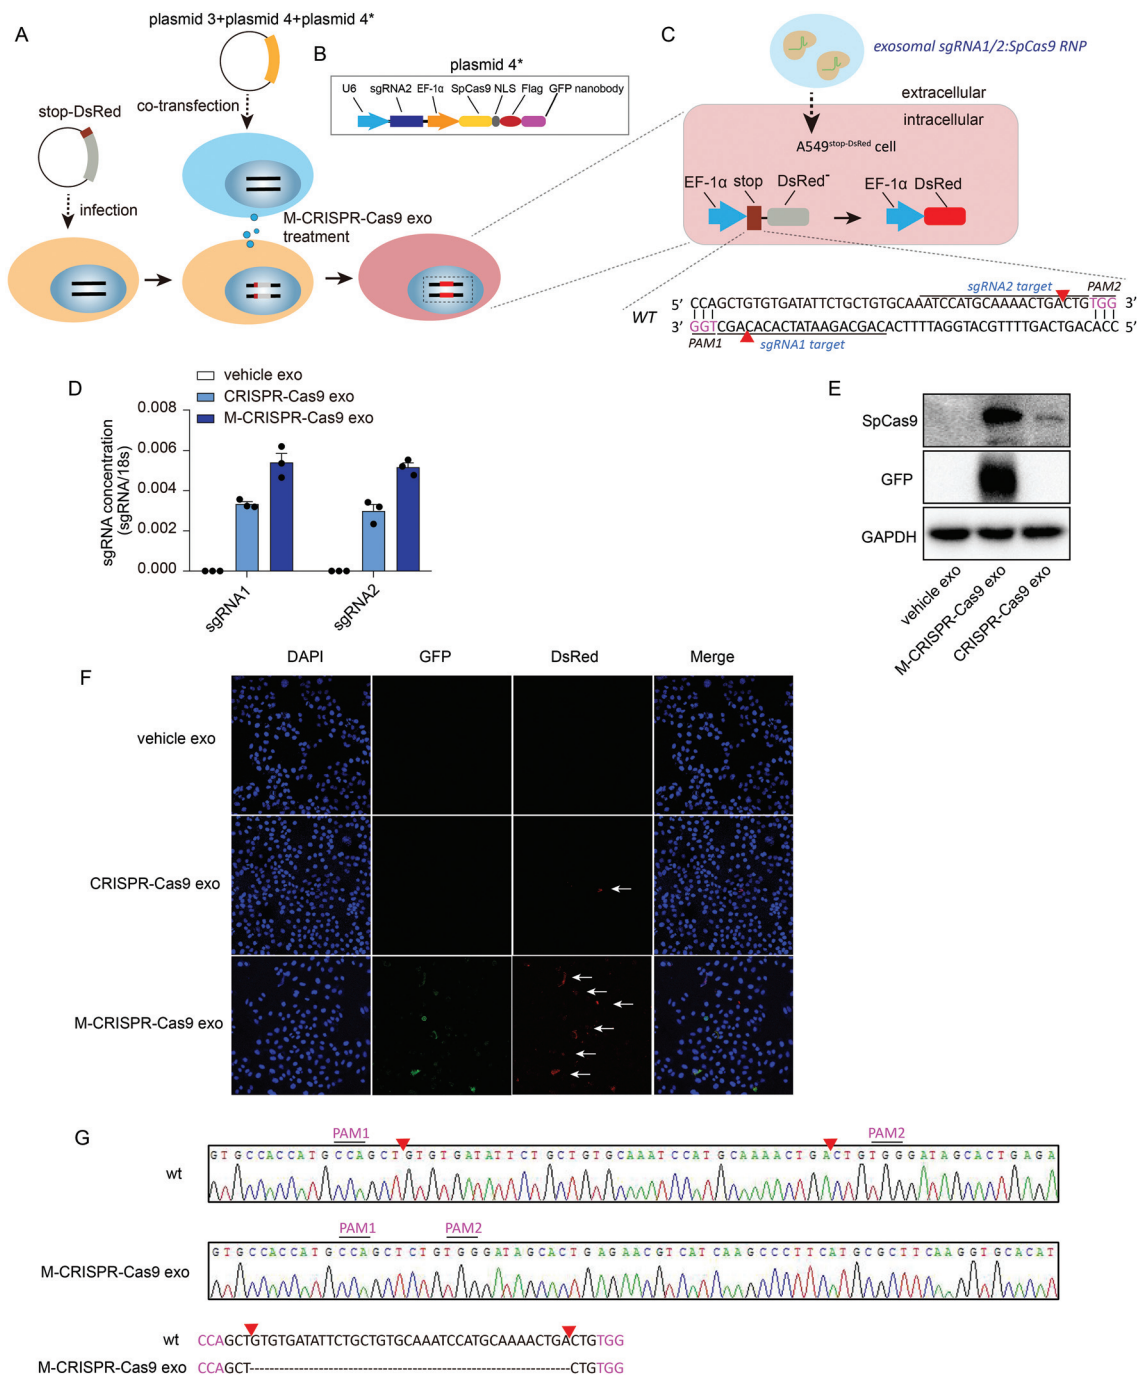 A
plasmid 3+plasmid 4+plasmid 4*
stop-DsRed
co-transfection
infection
M-CRISPR-Cas9 exo
treatment
B
plasmid 4*
U6 sgRNA2 EF-1α SpCas9 NLS Flag GFP nanobody
C
exosomal sgRNA1/2:SpCas9 RNP
extracellular
intracellular
A549stop-DsRed cell
EF-1α stop DsRed- EF-1α DsRed
sgRNA2 target PAM2
5' CCAGCTGTGTGATATTCTGCTGTGCAAATCCATGCAAAACTGACTGTGG 3'
WT
3' GGTCGACACACTATAAGACGACACTTTTAGGTACGTTTTGACTGACACC 5'
PAM1 sgRNA1 target
D
vehicle exo
CRISPR-Cas9 exo
M-CRISPR-Cas9 exo
sgRNA concentration
(sgRNA/18s)
0.008
0.006
0.004
0.002
0.000
sgRNA1
sgRNA2
E
SpCas9
GFP
GAPDH
vehicle exo
M-CRISPR-Cas9 exo
CRISPR-Cas9 exo
F
DAPI GFP DsRed Merge
vehicle exo
CRISPR-Cas9 exo
M-CRISPR-Cas9 exo
G
PAM1 PAM2
wt
GTGCCACCATGCCAGCTGTGTGATATTCTGCTGTGCAAATCCATGCAAAACTGACTGTGGGATAGCACTGAGA
PAM1 PAM2
M-CRISPR-Cas9 exo
GTGCCACCATGCCAGCTCTGTGGGATAGCACTGAGAACGTCATCAAGCCCTTCATGCGCTTCAAGGTGCACAT
wt CCAGCTGTGTGATATTCTGCTGTGCAAATCCATGCAAAACTGACTGTGG
M-CRISPR-Cas9 exo CCAGCT----------------------------------------CTGTGG